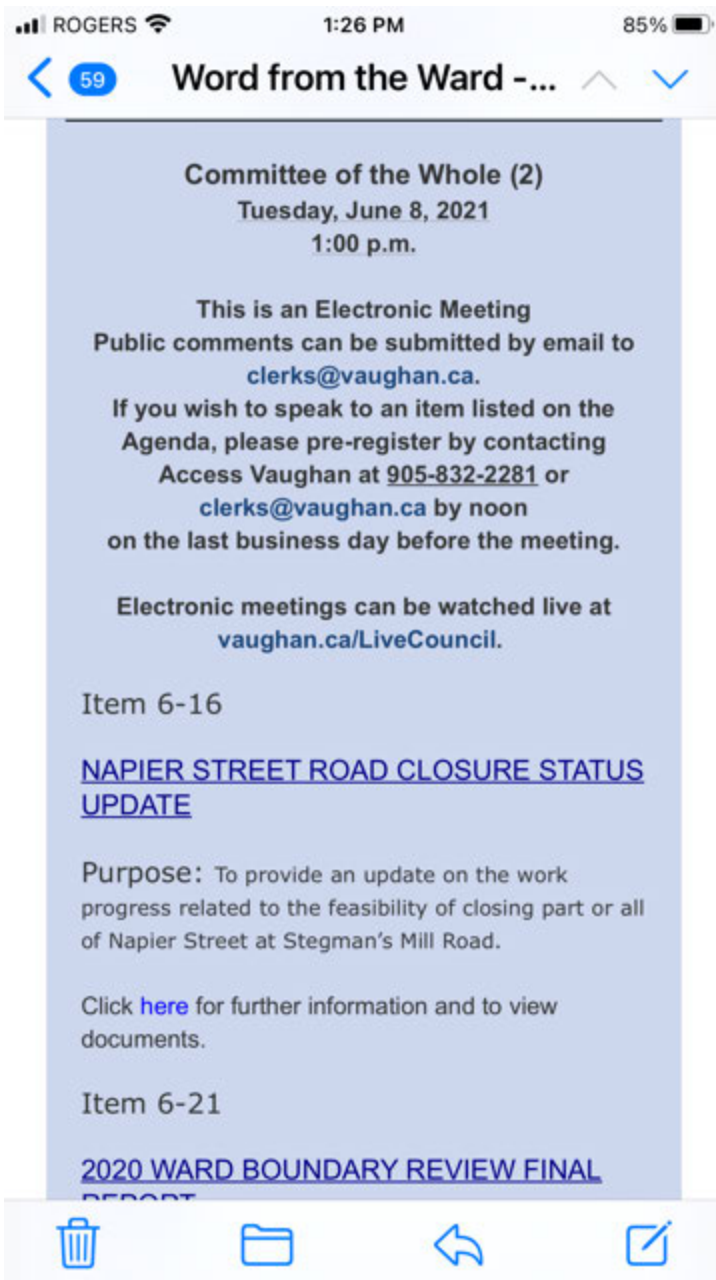 ROGERS 1:26 PM 85%
59 Word from the Ward -...
Committee of the Whole (2)
Tuesday, June 8, 2021
1:00 p.m.
This is an Electronic Meeting
Public comments can be submitted by email to
clerks@vaughan.ca.
If you wish to speak to an item listed on the
Agenda, please pre-register by contacting
Access Vaughan at 905-832-2281 or
clerks@vaughan.ca by noon
on the last business day before the meeting.
Electronic meetings can be watched live at
vaughan.ca/LiveCouncil.
Item 6-16
NAPIER STREET ROAD CLOSURE STATUS
UPDATE
Purpose: To provide an update on the work
progress related to the feasibility of closing part or all
of Napier Street at Stegman's Mill Road.
Click here for further information and to view
documents.
Item 6-21
2020 WARD BOUNDARY REVIEW FINAL
REPORT